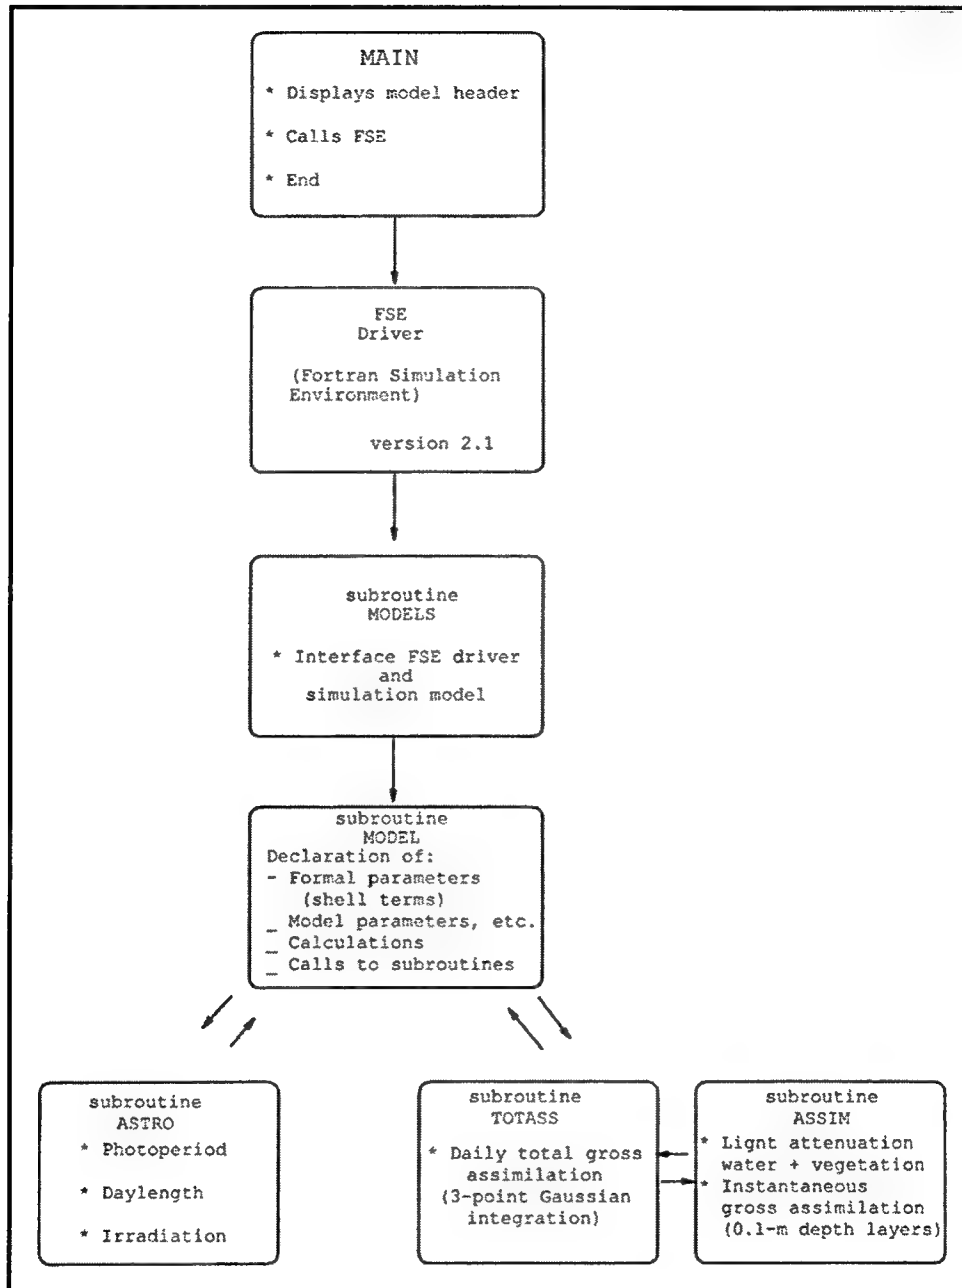 MAIN
* Displays model header
* Calls FSE
* End
FSE
Driver
(Fortran Simulation
Environment)
version 2.1
subroutine
MODELS
* Interface FSE driver
and
simulation model
subroutine
MODEL
Declaration of:
- Formal parameters
(shell terms)
_ Model parameters, etc.
_ Calculations
_ Calls to subroutines
subroutine
ASTRO
* Photoperiod
* Daylength
* Irradiation
subroutine
TOTASS
* Daily total gross
assimilation
(3-point Gaussian
integration)
subroutine
ASSIM
* Lignt attenuation
water + vegetation
* Instantaneous
gross assimilation
(0.1-m depth layers)